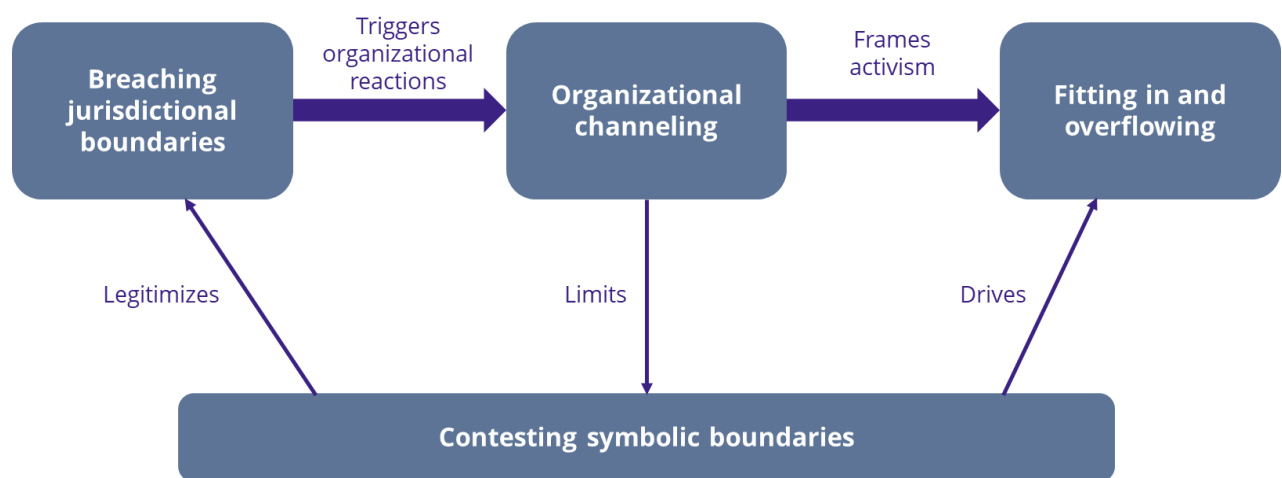 Breaching
jurisdictional
boundaries
Triggers
organizational
reactions
Organizational
channeling
Frames
activism
Fitting in and
overflowing
Legitimizes
Limits
Drives
Contesting symbolic boundaries